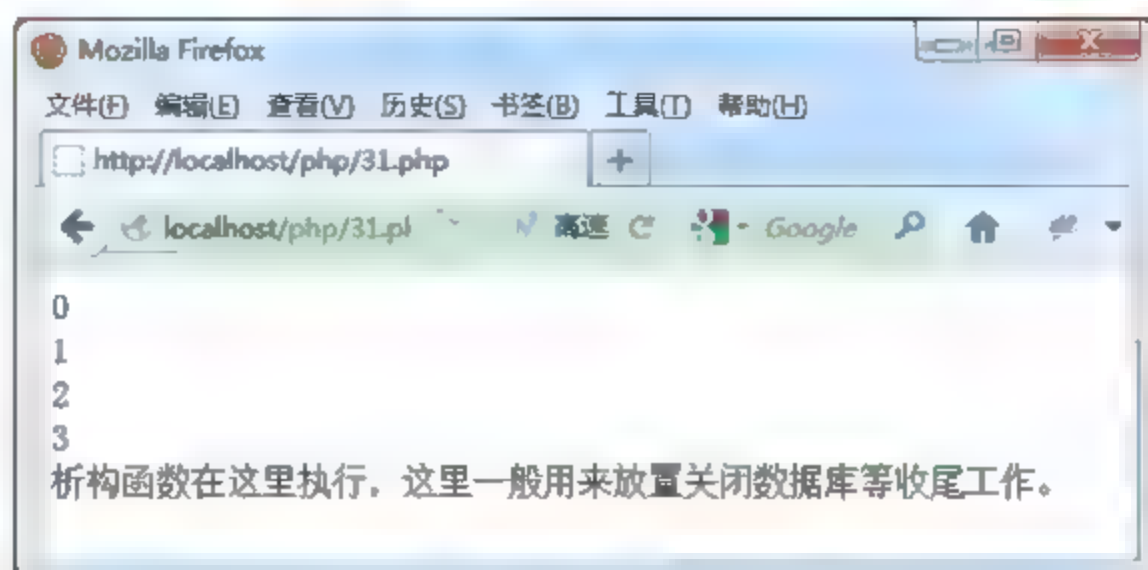 Mozilla Firefox
文件(F) 编辑(E) 查看(V) 历史(S) 书签(B) 工具(T) 帮助(H)
http://localhost/php/31.php +
localhost/php/31.pl 高速 Google
0
1
2
3
析构函数在这里执行，这里一般用来放置关闭数据库等收尾工作。